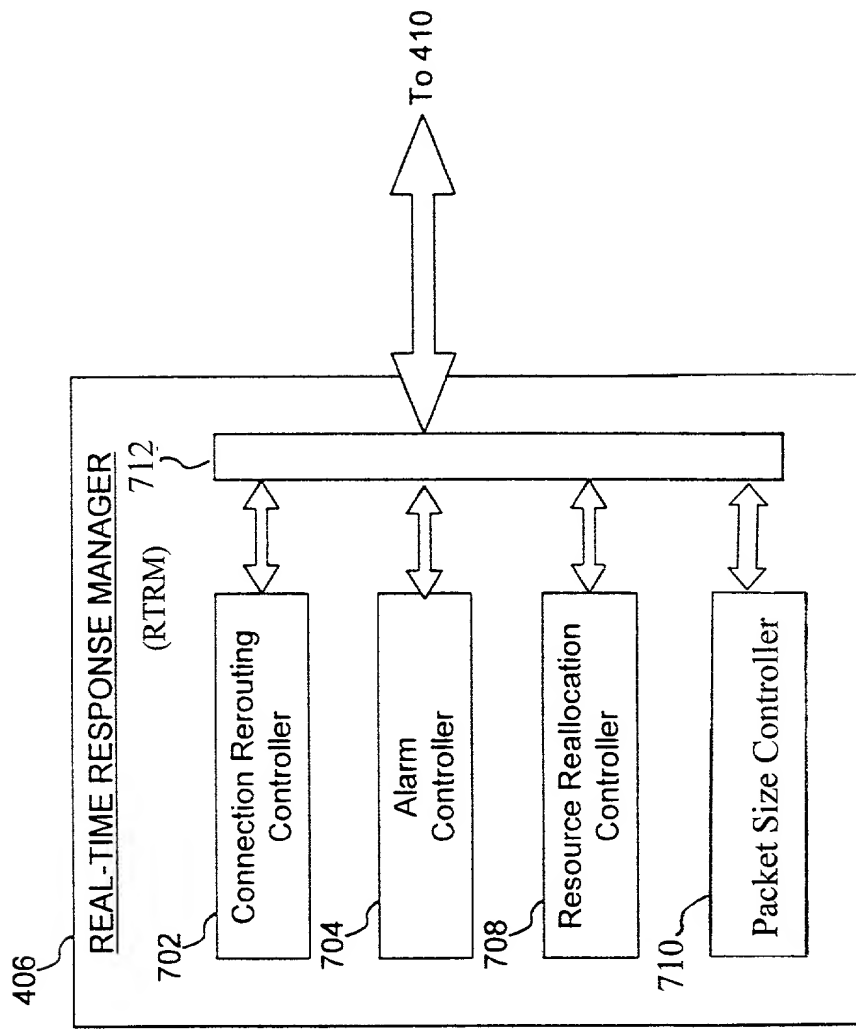 406
REAL-TIME RESPONSE MANAGER
(RTRM)
712
702
Connection Rerouting
Controller
704
Alarm
Controller
708
Resource Reallocation
Controller
710
Packet Size Controller
To 410